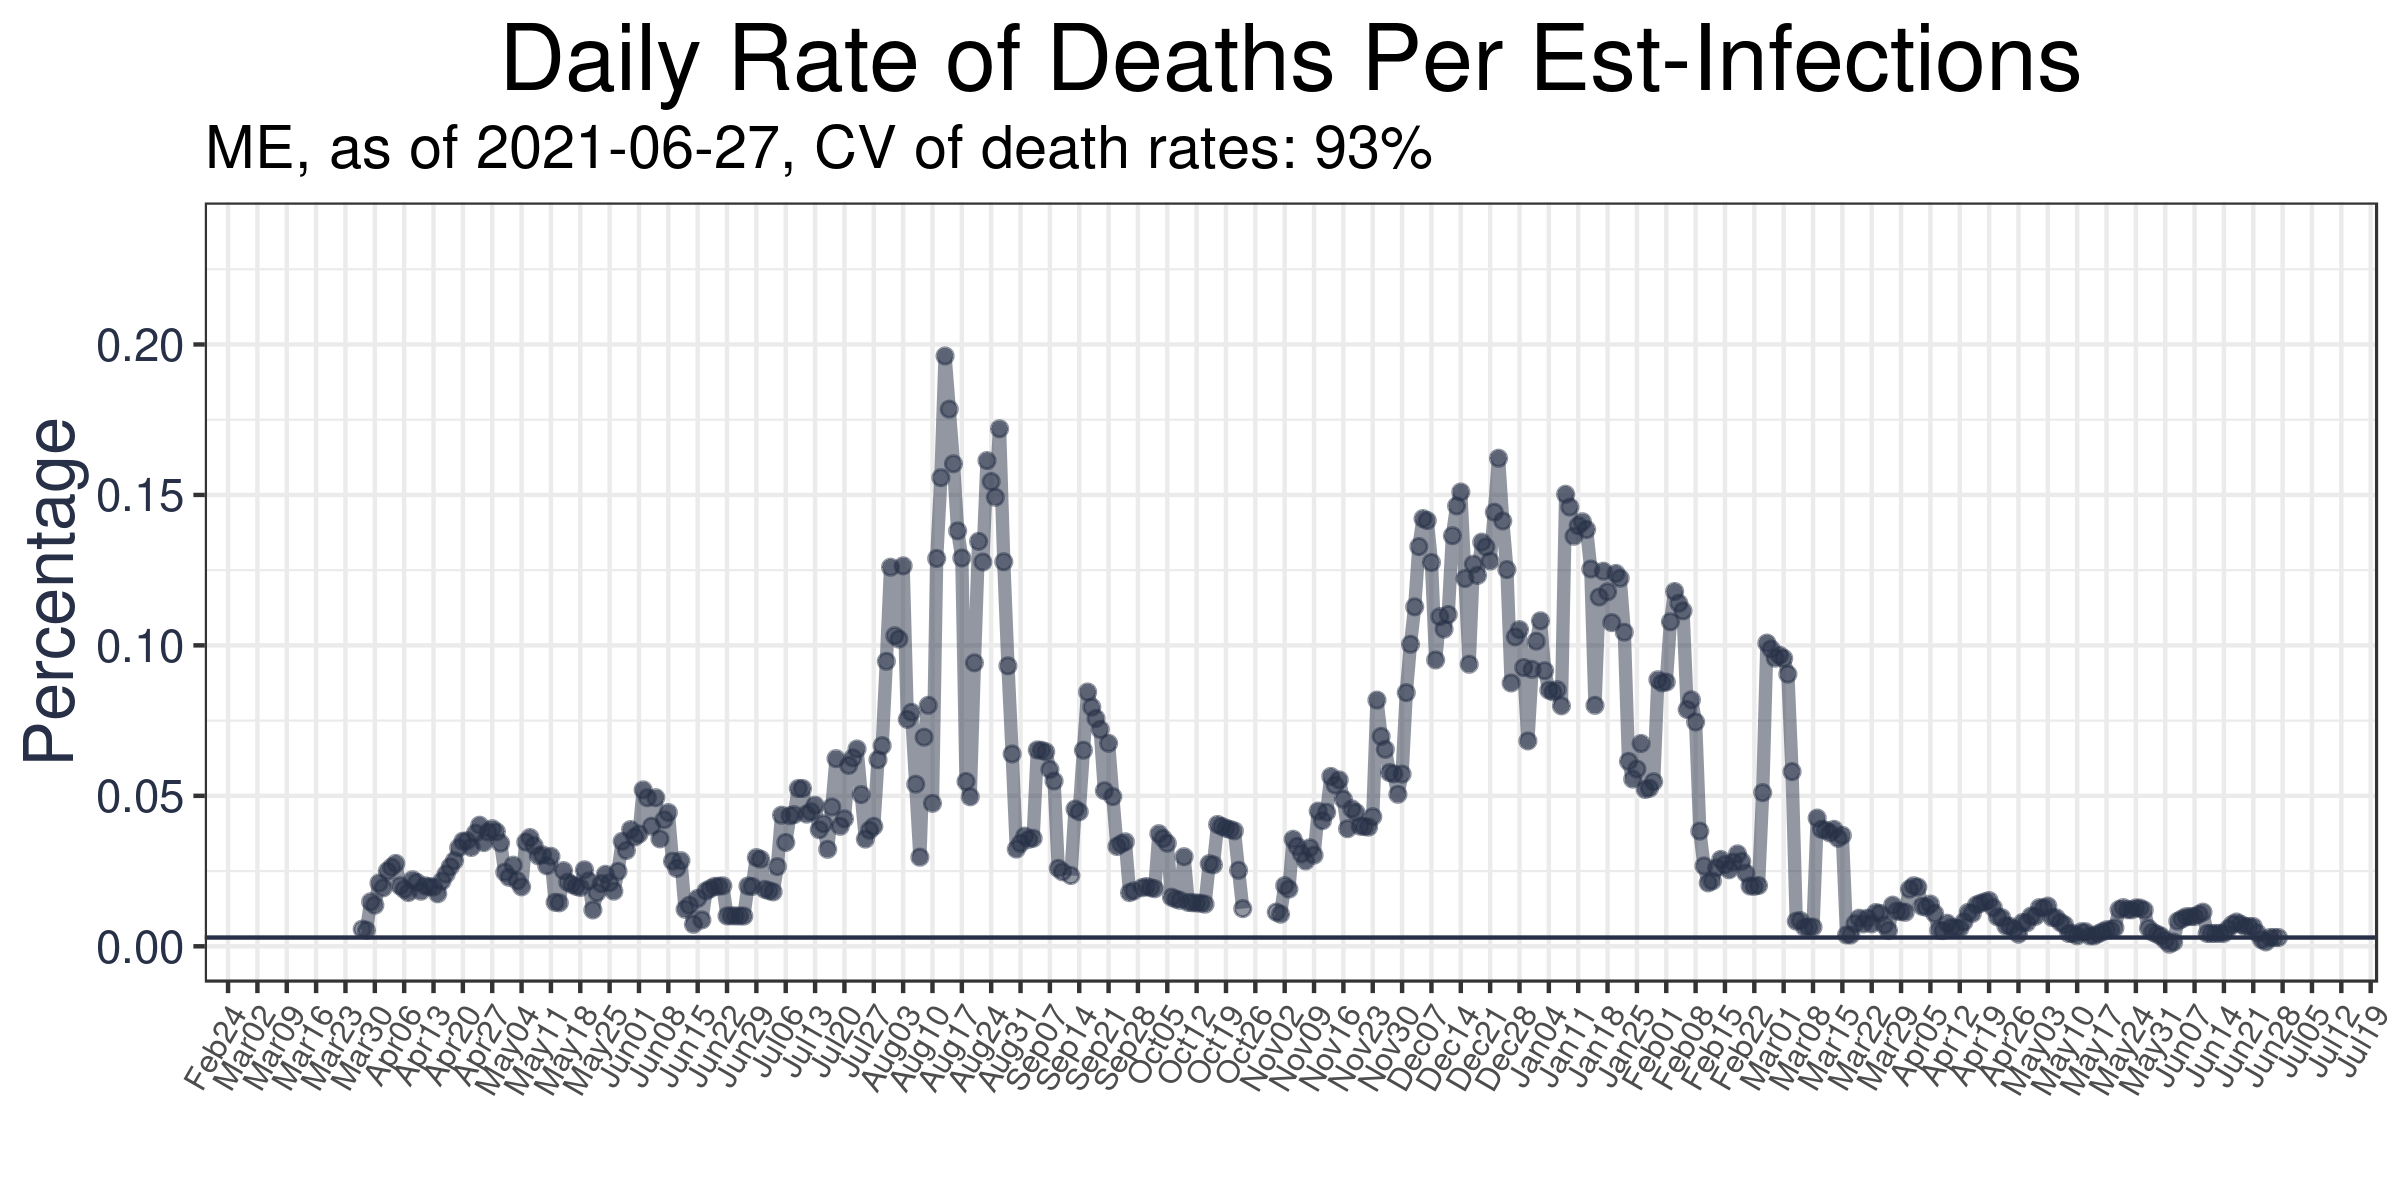 Daily Rate of Deaths Per Est-Infections
ME, as of 2021-06-27, CV of death rates: 93%
Percentage
0.20
0.15
0.10
0.05
0.00
Feb24
Mar02
Mar09
Mar16
Mar23
Mar30
Apr06
Apr13
Apr20
Apr27
May04
May11
May18
May25
Jun01
Jun08
Jun15
Jun22
Jun29
Jul06
Jul13
Jul20
Jul27
Aug03
Aug10
Aug17
Aug24
Aug31
Sep07
Sep14
Sep21
Sep28
Oct05
Oct12
Oct19
Oct26
Nov02
Nov09
Nov16
Nov23
Nov30
Dec07
Dec14
Dec21
Dec28
Jan04
Jan11
Jan18
Jan25
Feb01
Feb08
Feb15
Feb22
Mar01
Mar08
Mar15
Mar22
Mar29
Apr05
Apr12
Apr19
Apr26
May03
May10
May17
May24
May31
Jun07
Jun14
Jun21
Jun28
Jul05
Jul12
Jul19